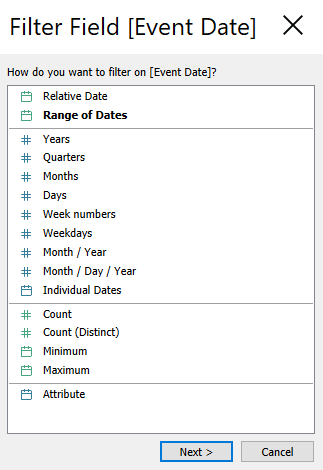 Filter Field [Event Date]
How do you want to filter on [Event Date]?
Relative Date
Range of Dates
Years
Quarters
Months
Days
Week numbers
Weekdays
Month / Year
Month / Day / Year
Individual Dates
Count
Count (Distinct)
Minimum
Maximum
Attribute
Next >
Cancel